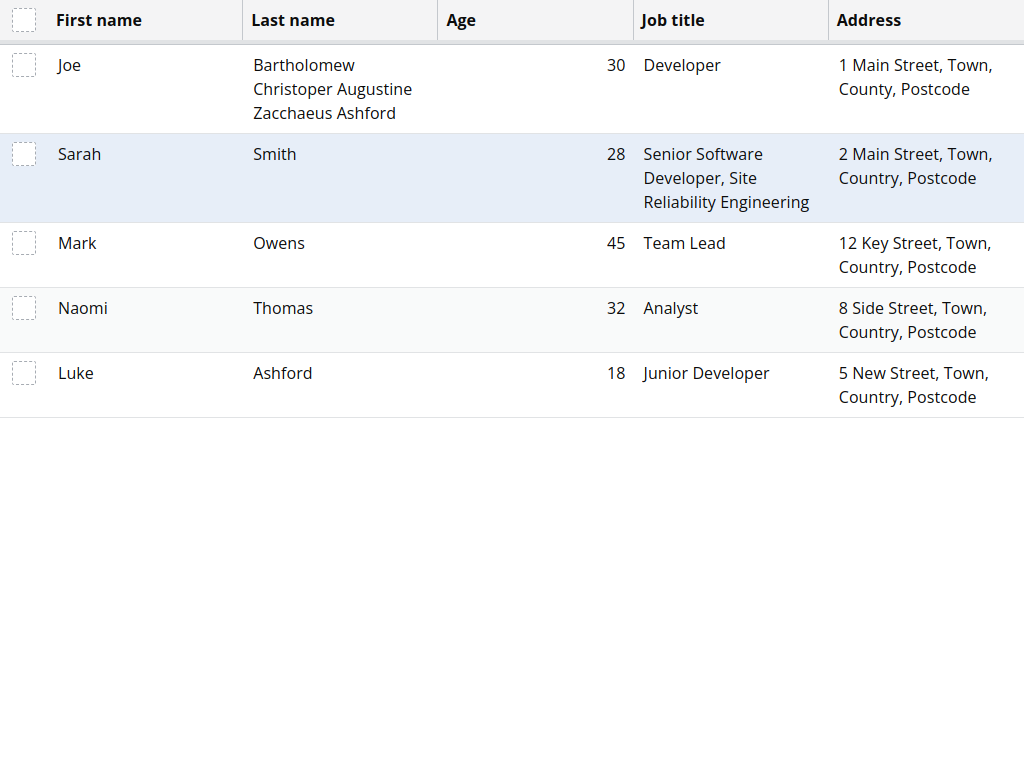 First name Last name Age Job title Address
Joe Bartholomew 30 Developer 1 Main Street, Town,
Christoper Augustine County, Postcode
Zacchaeus Ashford
Sarah Smith 28 Senior Software 2 Main Street, Town,
Developer, Site Country, Postcode
Reliability Engineering
Mark Owens 45 Team Lead 12 Key Street, Town,
Country, Postcode
Naomi Thomas 32 Analyst 8 Side Street, Town,
Country, Postcode
Luke Ashford 18 Junior Developer 5 New Street, Town,
Country, Postcode